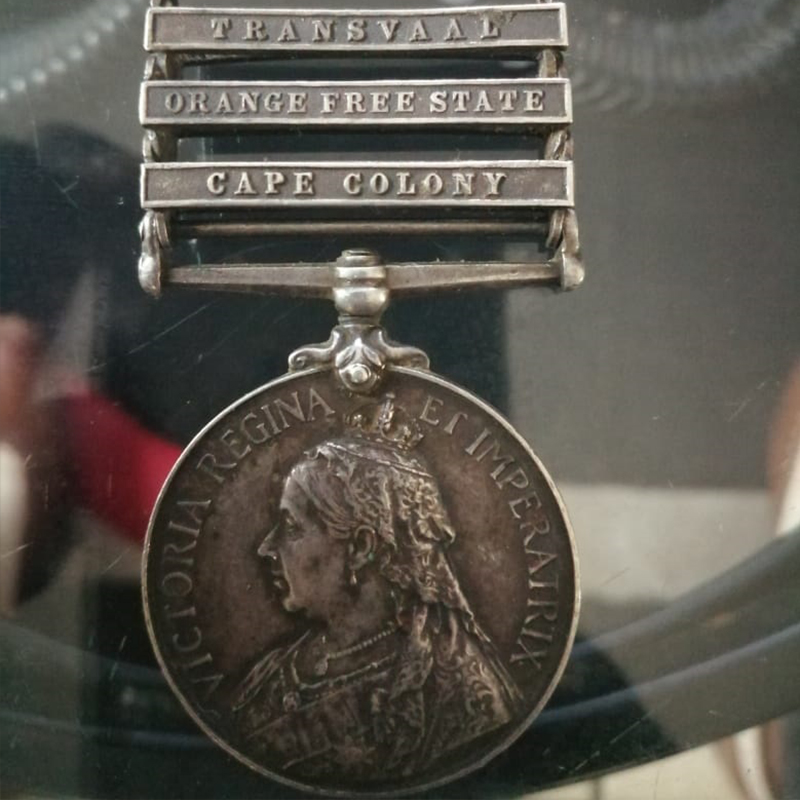 TRANSVAAL
ORANGE FREE STATE
CAPE COLONY
VICTORIA REGINA ET IMPERATRIX